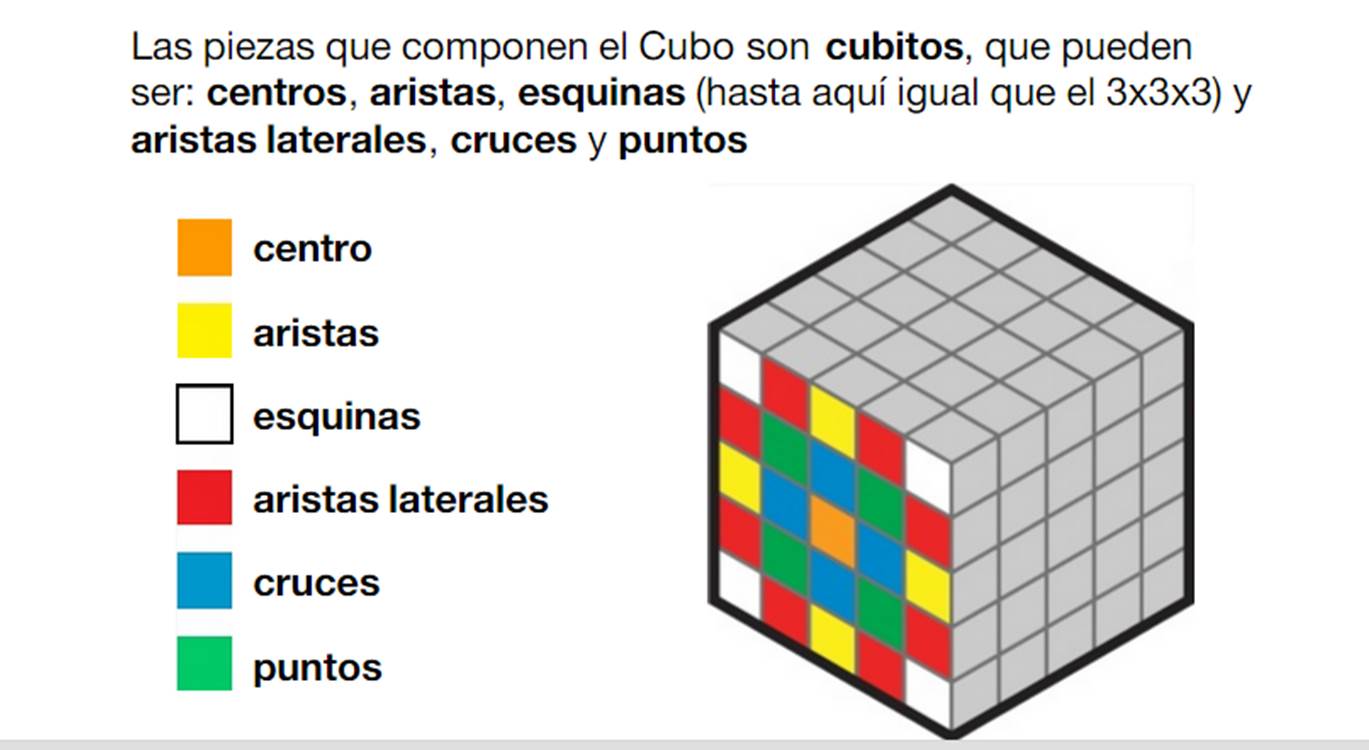 Las piezas que componen el Cubo son cubitos, que pueden
ser: centros, aristas, esquinas (hasta aquí igual que el 3x3x3) y
aristas laterales, cruces y puntos
centro
aristas
esquinas
aristas laterales
cruces
puntos